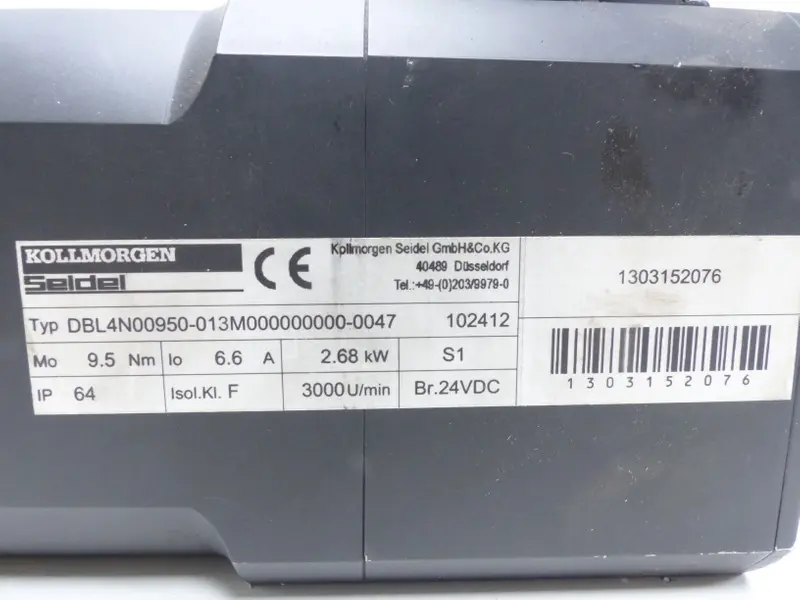 KOLLMORGEN
Seidel
CE
Kollmorgen Seidel GmbH&Co.KG
40489 Düsseldorf
Tel.:+49-(0)203/9979-0
Typ DBL4N00950-013M000000000-0047 102412
Mo 9.5 Nm Io 6.6 A 2.68 kW S1
IP 64 Isol.Kl. F 3000 U/min Br.24VDC
1303152076
1303152076